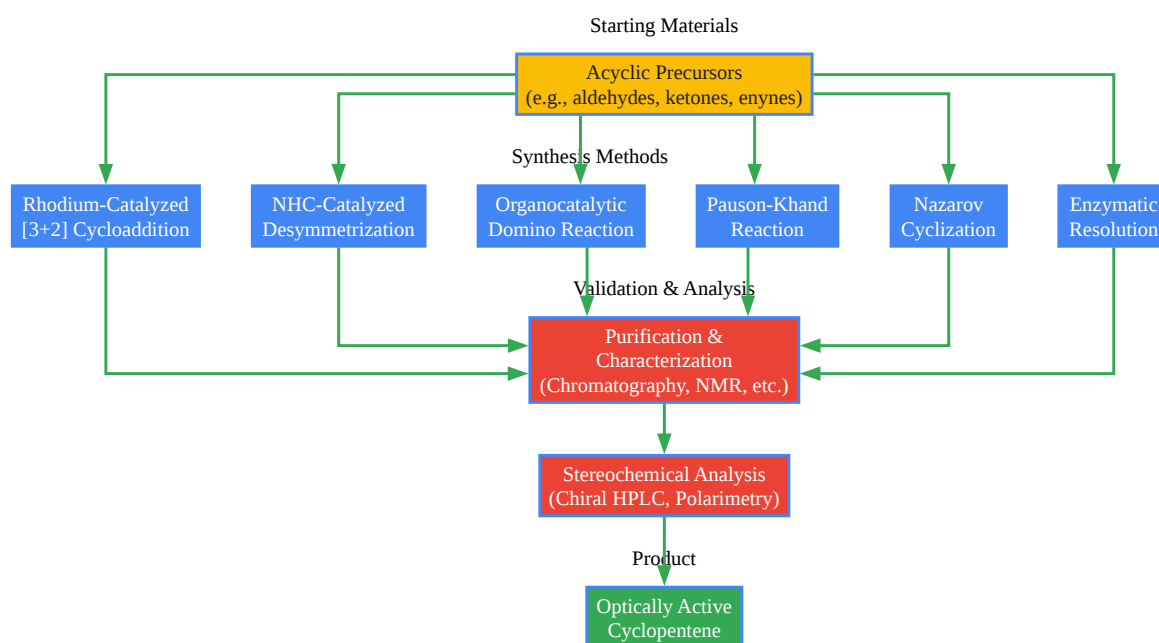 Starting Materials
Acyclic Precursors
(e.g., aldehydes, ketones, enynes)
Synthesis Methods
Rhodium-Catalyzed
[3+2] Cycloaddition
NHC-Catalyzed
Desymmetrization
Organocatalytic
Domino Reaction
Pauson-Khand
Reaction
Nazarov
Cyclization
Enzymatic
Resolution
Validation & Analysis
Purification &
Characterization
(Chromatography, NMR, etc.)
Stereochemical Analysis
(Chiral HPLC, Polarimetry)
Product
Optically Active
Cyclopentene